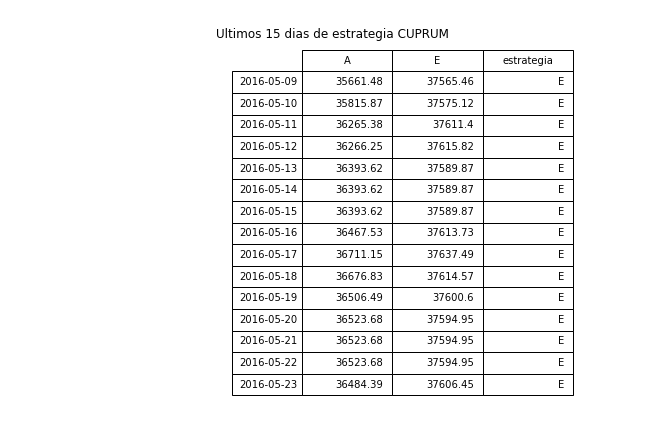 Ultimos 15 dias de estrategia CUPRUM
A E estrategia
2016-05-09 35661.48 37565.46 E
2016-05-10 35815.87 37575.12 E
2016-05-11 36265.38 37611.4 E
2016-05-12 36266.25 37615.82 E
2016-05-13 36393.62 37589.87 E
2016-05-14 36393.62 37589.87 E
2016-05-15 36393.62 37589.87 E
2016-05-16 36467.53 37613.73 E
2016-05-17 36711.15 37637.49 E
2016-05-18 36676.83 37614.57 E
2016-05-19 36506.49 37600.6 E
2016-05-20 36523.68 37594.95 E
2016-05-21 36523.68 37594.95 E
2016-05-22 36523.68 37594.95 E
2016-05-23 36484.39 37606.45 E